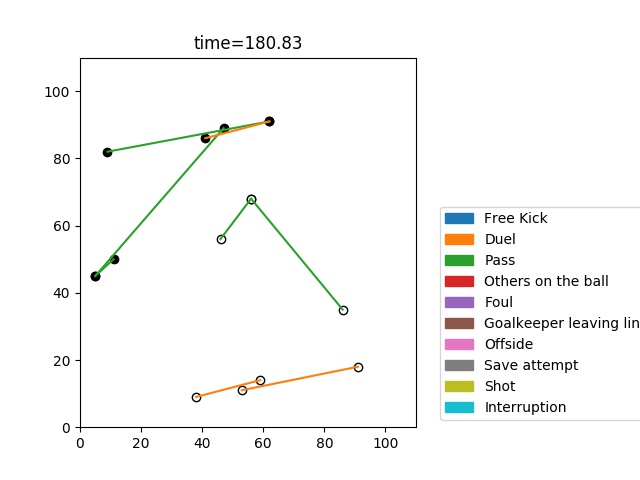 time=180.83
100
80
60
40
20
0
0 20 40 60 80 100
Free Kick
Duel
Pass
Others on the ball
Foul
Goalkeeper leaving lin
Offside
Save attempt
Shot
Interruption